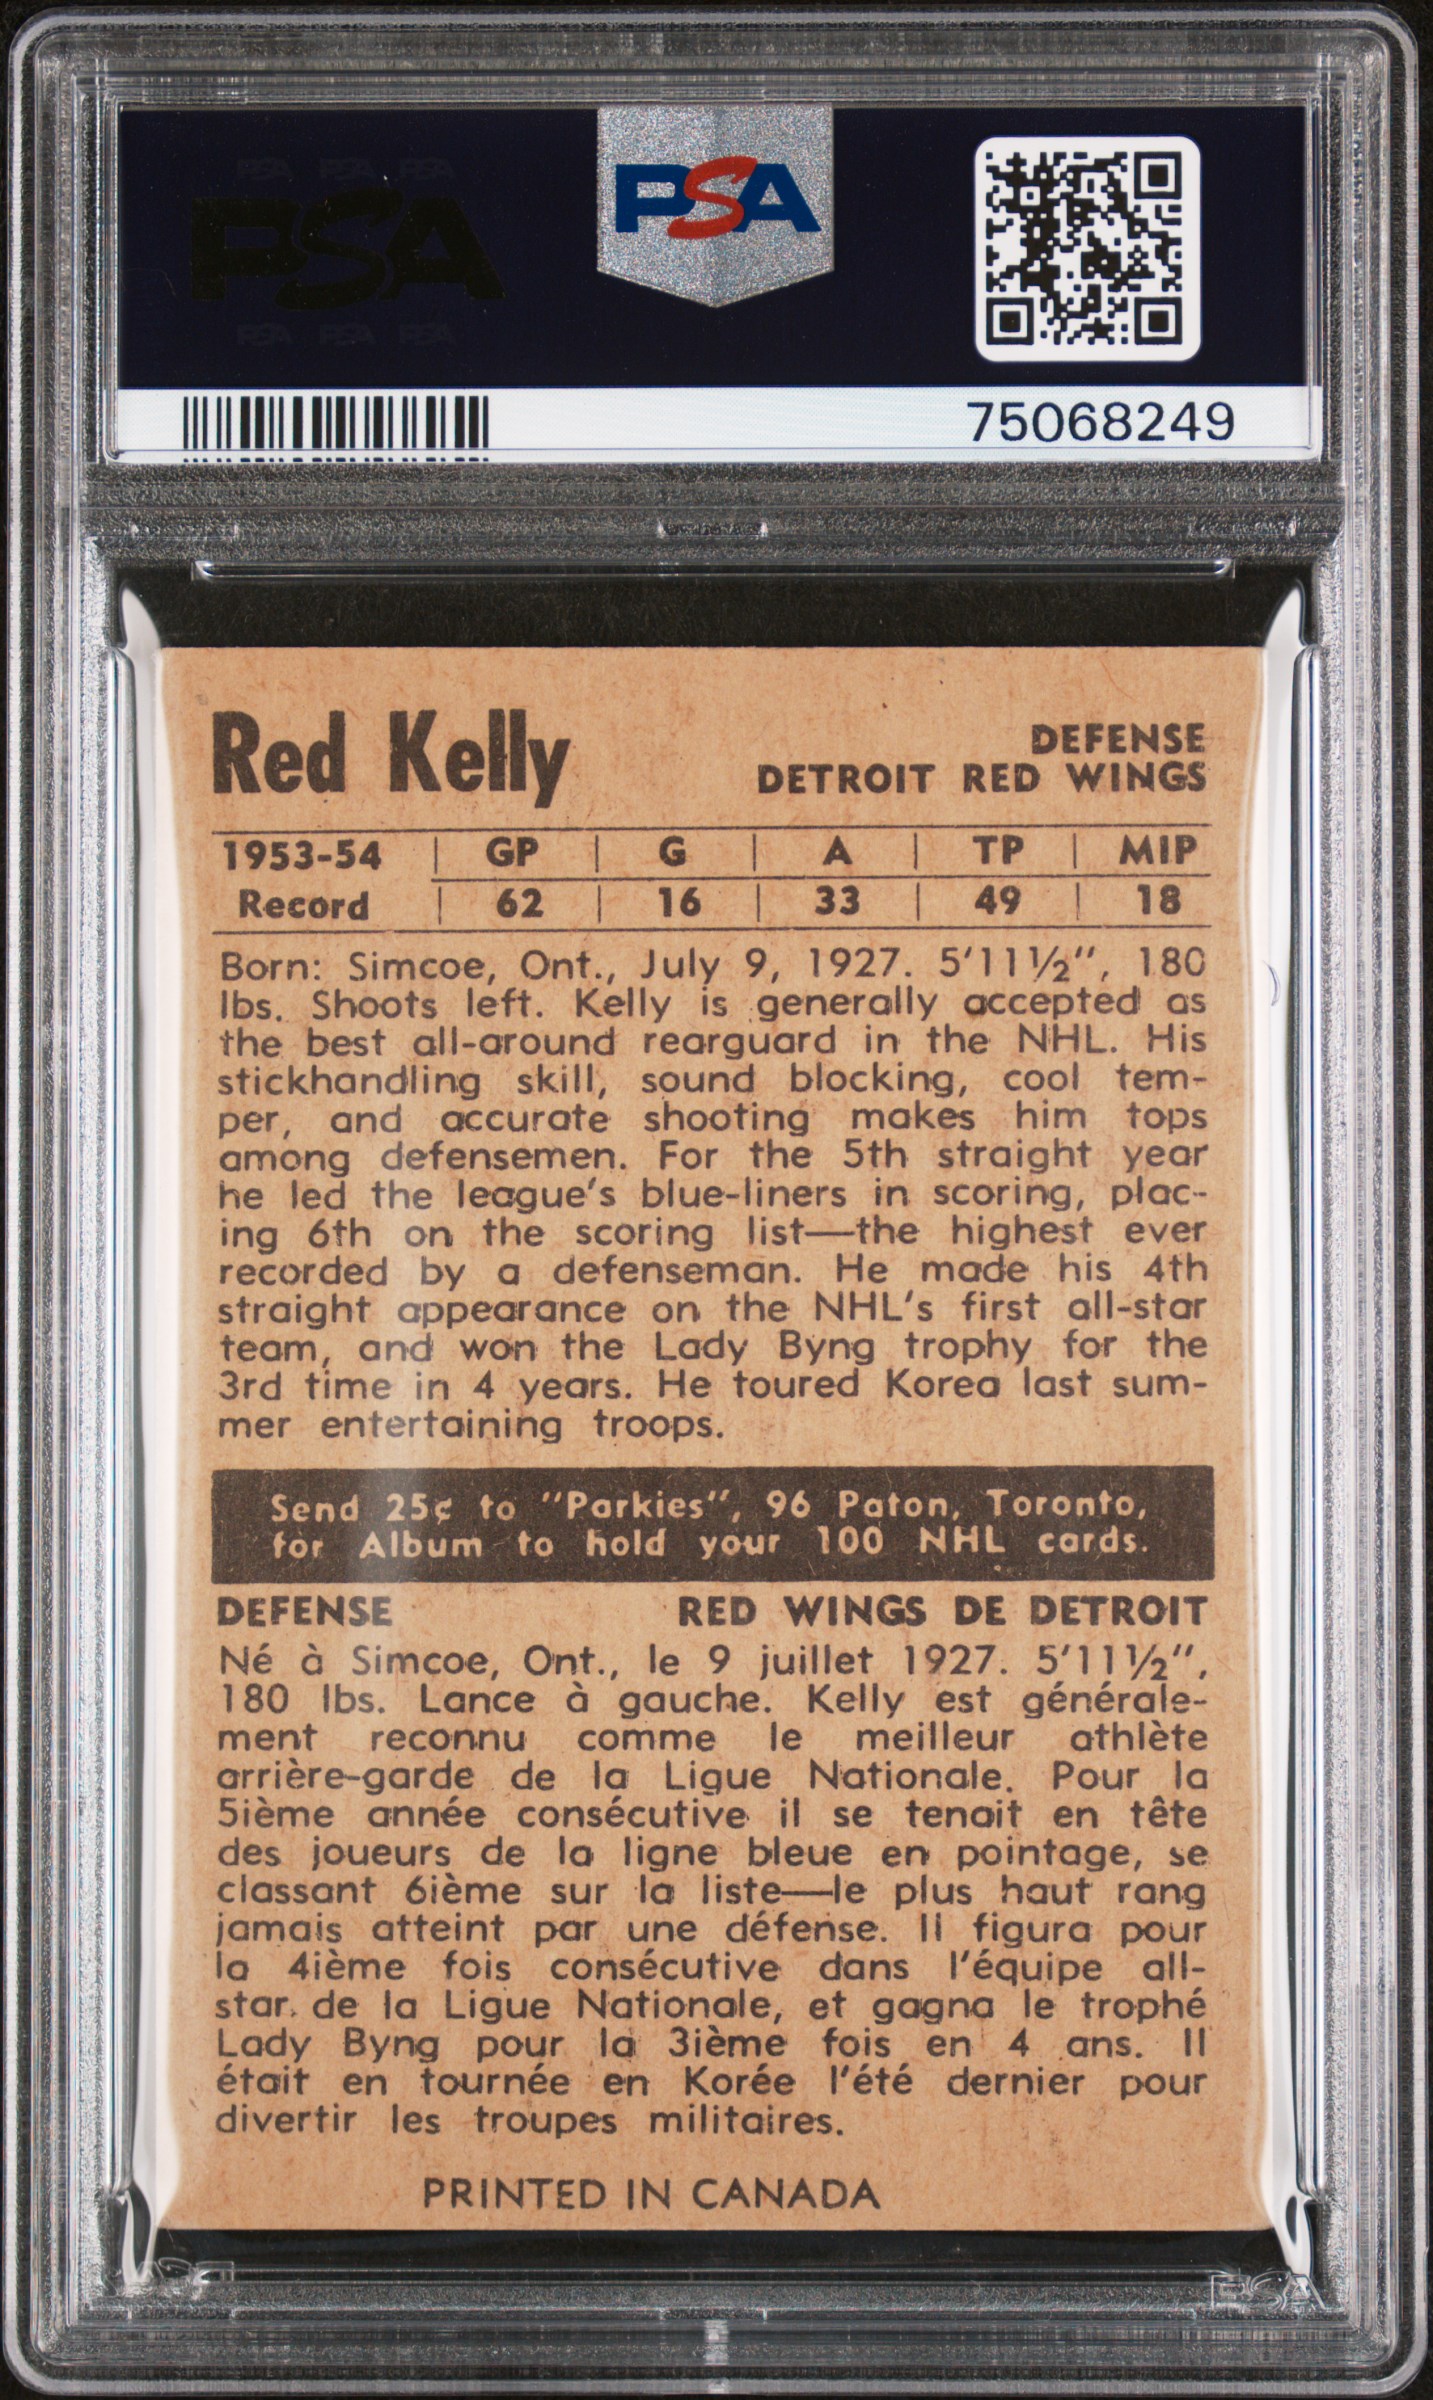 PSA PSA PSA
PSA
PSA PSA PSA
PSA
75068249
Red Kelly
DEFENSE
DETROIT RED WINGS
1953-54 | GP | G | A | TP | MIP
Record | 62 | 16 | 33 | 49 | 18
Born: Simcoe, Ont., July 9, 1927. 5'11½", 180
lbs. Shoots left. Kelly is generally accepted as
the best all-around rearguard in the NHL. His
stickhandling skill, sound blocking, cool tem-
per, and accurate shooting makes him tops
among defensemen. For the 5th straight year
he led the league's blue-liners in scoring, plac-
ing 6th on the scoring list—the highest ever
recorded by a defenseman. He made his 4th
straight appearance on the NHL's first all-star
team, and won the Lady Byng trophy for the
3rd time in 4 years. He toured Korea last sum-
mer entertaining troops.
Send 25¢ to "Parkies", 96 Paton, Toronto,
for Album to hold your 100 NHL cards.
DEFENSE RED WINGS DE DETROIT
Né à Simcoe, Ont., le 9 juillet 1927. 5'11½",
180 lbs. Lance à gauche. Kelly est générale-
ment reconnu comme le meilleur athlète
arrière-garde de la Ligue Nationale. Pour la
5ième année consécutive il se tenait en tête
des joueurs de la ligne bleue en pointage, se
classant 6ième sur la liste—le plus haut rang
jamais atteint par une défense. Il figura pour
la 4ième fois consécutive dans l'équipe all-
star de la Ligue Nationale, et gagna le trophé
Lady Byng pour la 3ième fois en 4 ans. Il
était en tournée en Korée l'été dernier pour
divertir les troupes militaires.
PRINTED IN CANADA
PSA